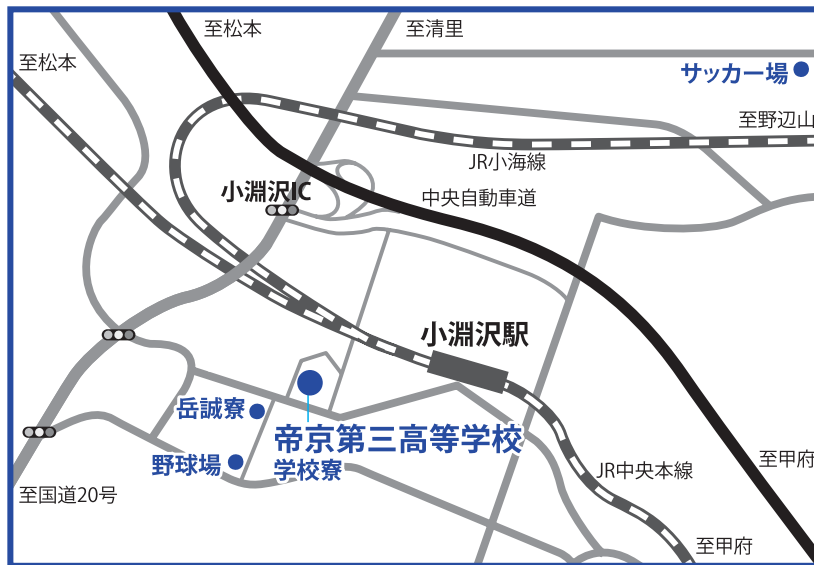 至松本
至清里
至松本
サッカー場
至野辺山
JR小海線
小淵沢IC
中央自動車道
小淵沢駅
岳誠寮
帝京第三高等学校
学校寮
野球場
至甲府
JR中央本線
至国道20号
至甲府